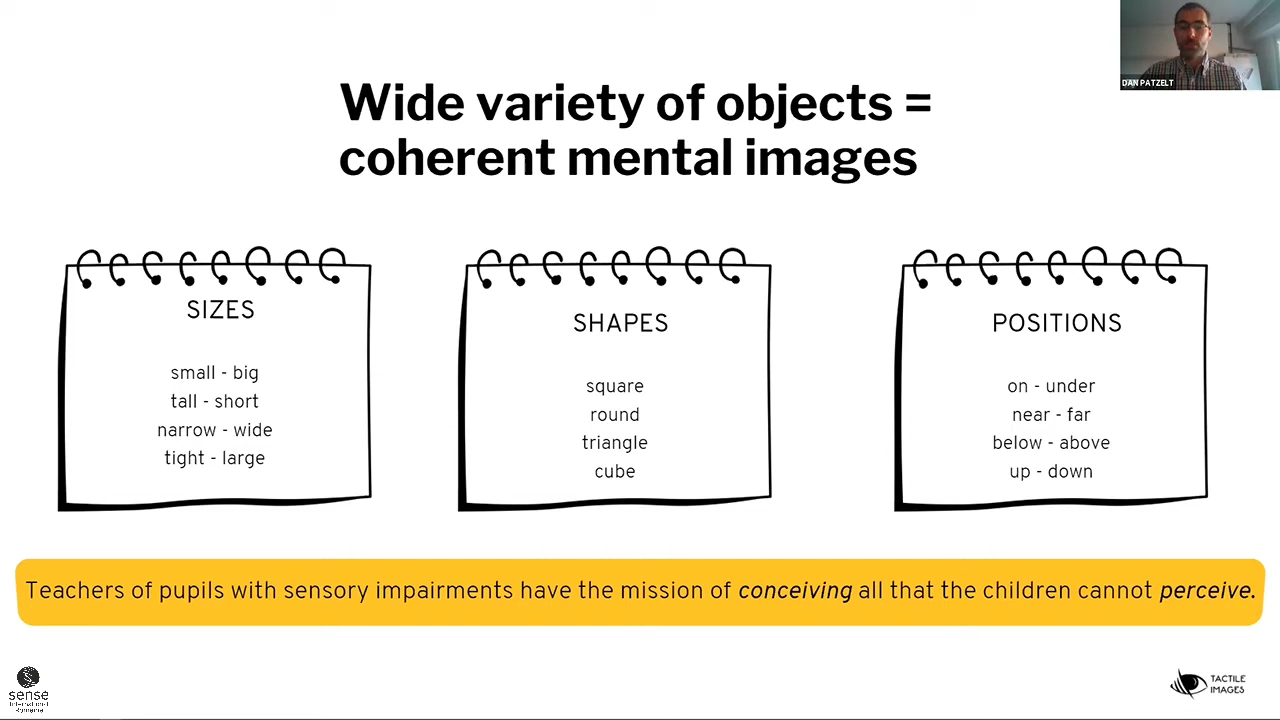 DAN PATZELT
Wide variety of objects =
coherent mental images
SIZES
small - big
tall - short
narrow - wide
tight - large
SHAPES
square
round
triangle
cube
POSITIONS
on - under
near - far
below - above
up - down
Teachers of pupils with sensory impairments have the mission of conceiving all that the children cannot perceive.
sense
International
Romania
TACTILE
IMAGES